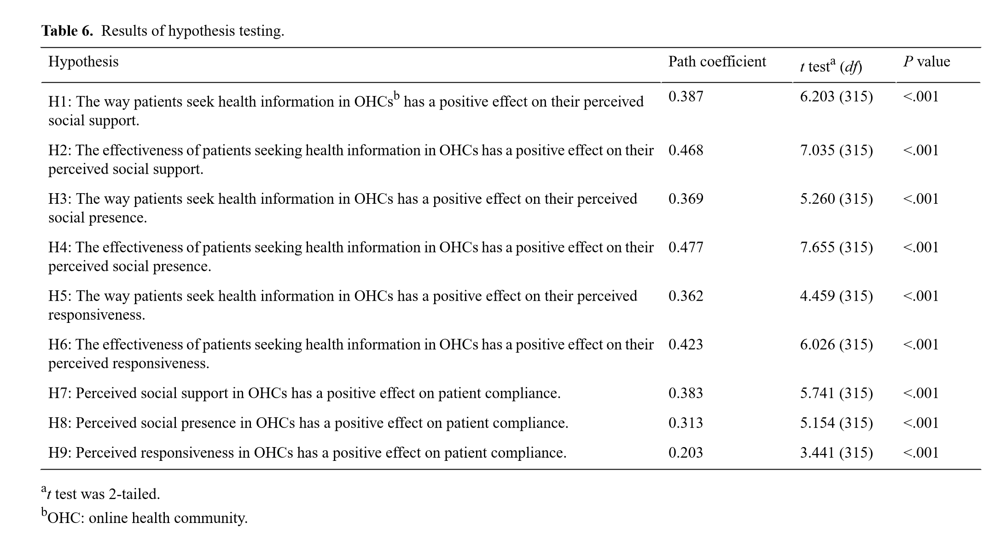 Table 6. Results of hypothesis testing.
Hypothesis Path coefficient t testa (df) P value
H1: The way patients seek health information in OHCsb has a positive effect on their perceived 0.387 6.203 (315) <.001
social support.
H2: The effectiveness of patients seeking health information in OHCs has a positive effect on their 0.468 7.035 (315) <.001
perceived social support.
H3: The way patients seek health information in OHCs has a positive effect on their perceived 0.369 5.260 (315) <.001
social presence.
H4: The effectiveness of patients seeking health information in OHCs has a positive effect on their 0.477 7.655 (315) <.001
perceived social presence.
H5: The way patients seek health information in OHCs has a positive effect on their perceived 0.362 4.459 (315) <.001
responsiveness.
H6: The effectiveness of patients seeking health information in OHCs has a positive effect on their 0.423 6.026 (315) <.001
perceived responsiveness.
H7: Perceived social support in OHCs has a positive effect on patient compliance. 0.383 5.741 (315) <.001
H8: Perceived social presence in OHCs has a positive effect on patient compliance. 0.313 5.154 (315) <.001
H9: Perceived responsiveness in OHCs has a positive effect on patient compliance. 0.203 3.441 (315) <.001
at test was 2-tailed.
bOHC: online health community.